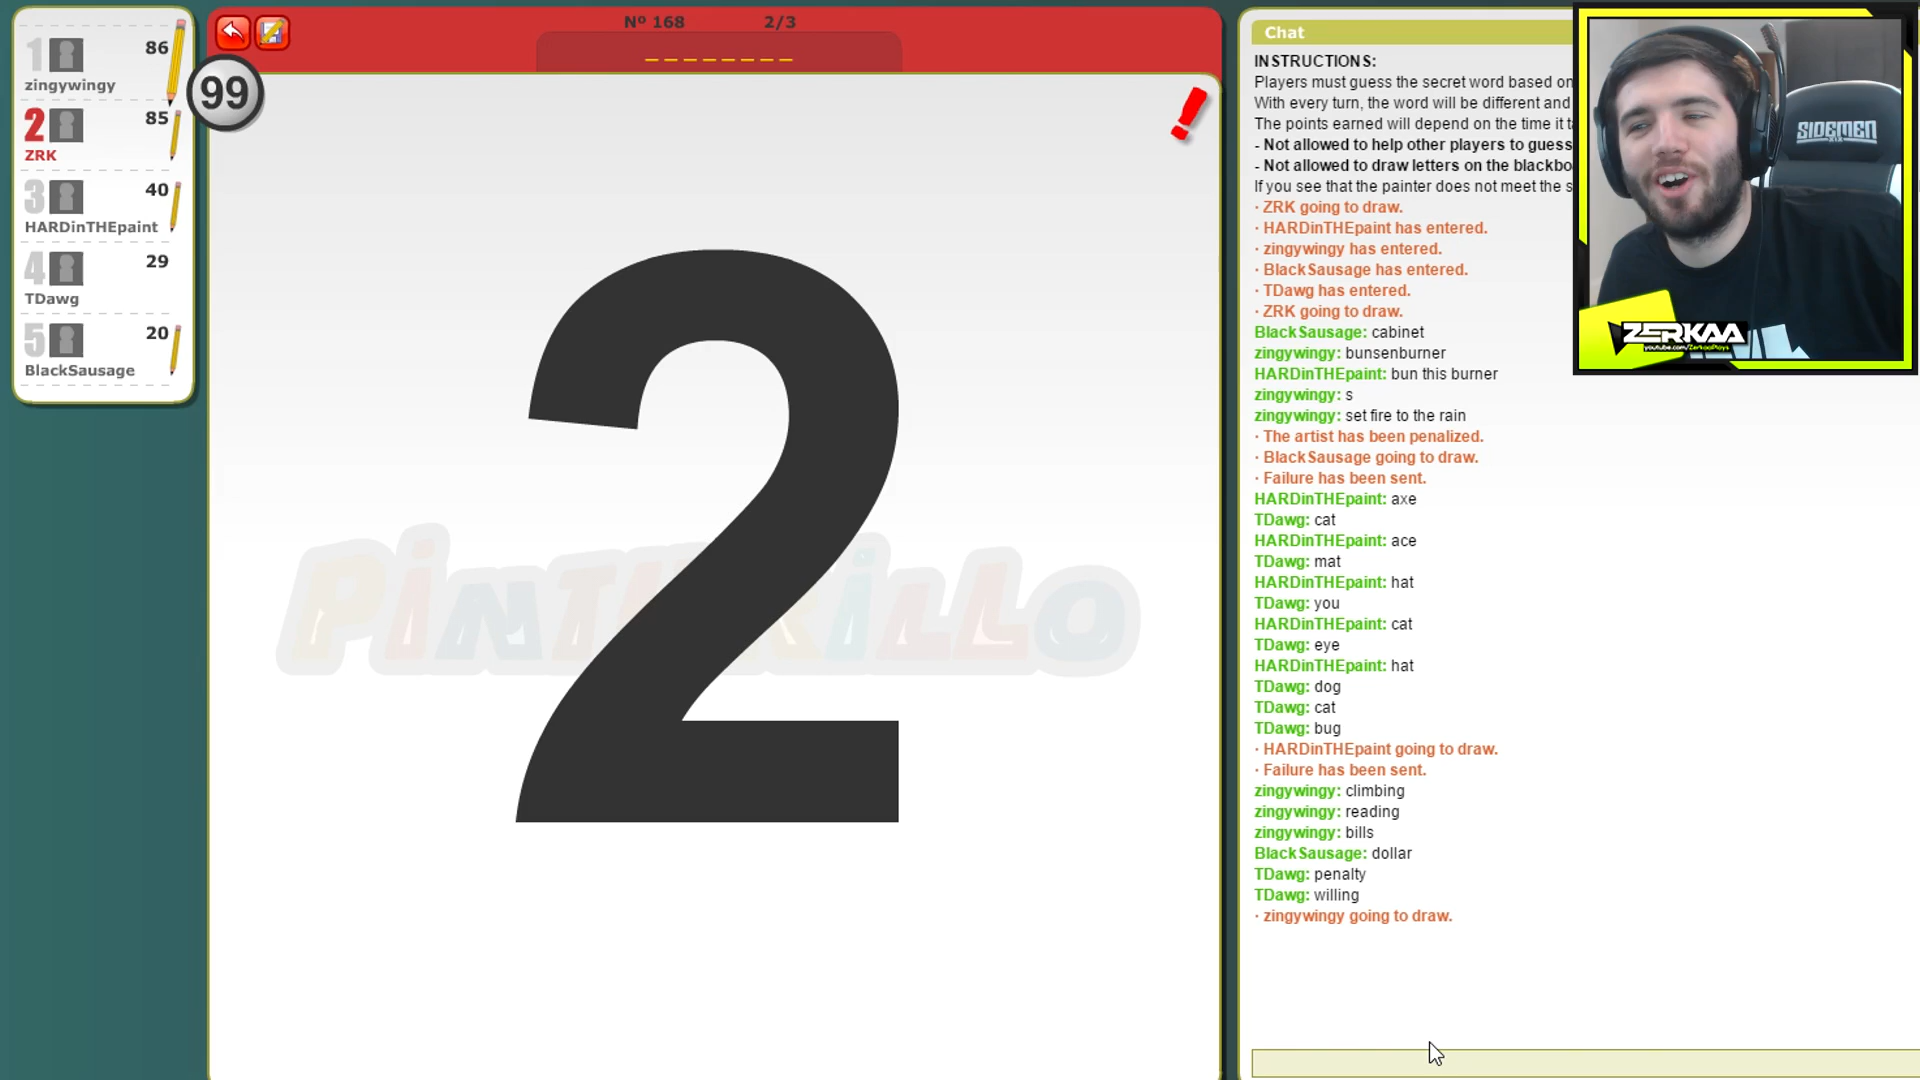 1
86
zingywingy
2
85
ZRK
3
40
HARDinTHEpaint
4
29
TDawg
5
20
BlackSausage
99
Nº 168 2/3
_ _ _ _ _ _ _ _
2
Chat
INSTRUCTIONS:
Players must guess the secret word based on
With every turn, the word will be different and
The points earned will depend on the time it t
- Not allowed to help other players to guess
- Not allowed to draw letters on the blackbo
If you see that the painter does not meet the s
· ZRK going to draw.
· HARDinTHEpaint has entered.
· zingywingy has entered.
· BlackSausage has entered.
· TDawg has entered.
· ZRK going to draw.
BlackSausage: cabinet
zingywingy: bunsenburner
HARDinTHEpaint: bun this burner
zingywingy: s
zingywingy: set fire to the rain
· The artist has been penalized.
· BlackSausage going to draw.
· Failure has been sent.
HARDinTHEpaint: axe
TDawg: cat
HARDinTHEpaint: ace
TDawg: mat
HARDinTHEpaint: hat
TDawg: you
HARDinTHEpaint: cat
TDawg: eye
HARDinTHEpaint: hat
TDawg: dog
TDawg: cat
TDawg: bug
· HARDinTHEpaint going to draw.
· Failure has been sent.
zingywingy: climbing
zingywingy: reading
zingywingy: bills
BlackSausage: dollar
TDawg: penalty
TDawg: willing
· zingywingy going to draw.
SIDEMEN
XIX
ZERKAA
youtube.com/ZerkaaPlays